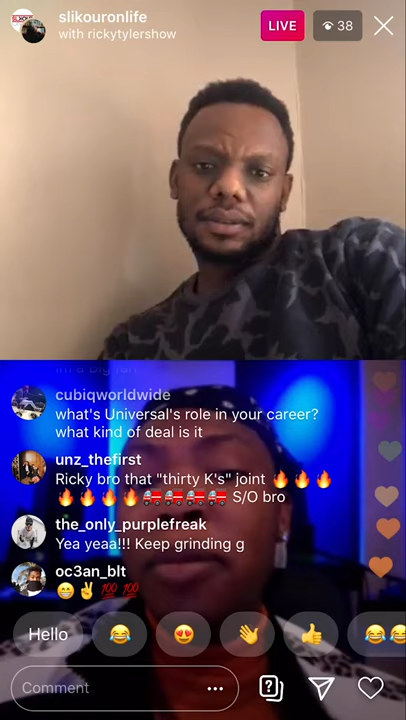 slikouronlife
with rickytylershow
LIVE
38
cubiqworldwide
what's Universal's role in your career?
what kind of deal is it
unz_thefirst
Ricky bro that "thirty K's" joint 🔥 🔥 🔥
🔥 🔥 🔥 🔥 🚒 🚒 🚒 🚒 S/O bro
the_only_purplefreak
Yea yeaa!!! Keep grinding g
oc3an_blt
😁 ✌️ 💯 💯
Hello 😂 😍 👋 👍 😂😂
Comment